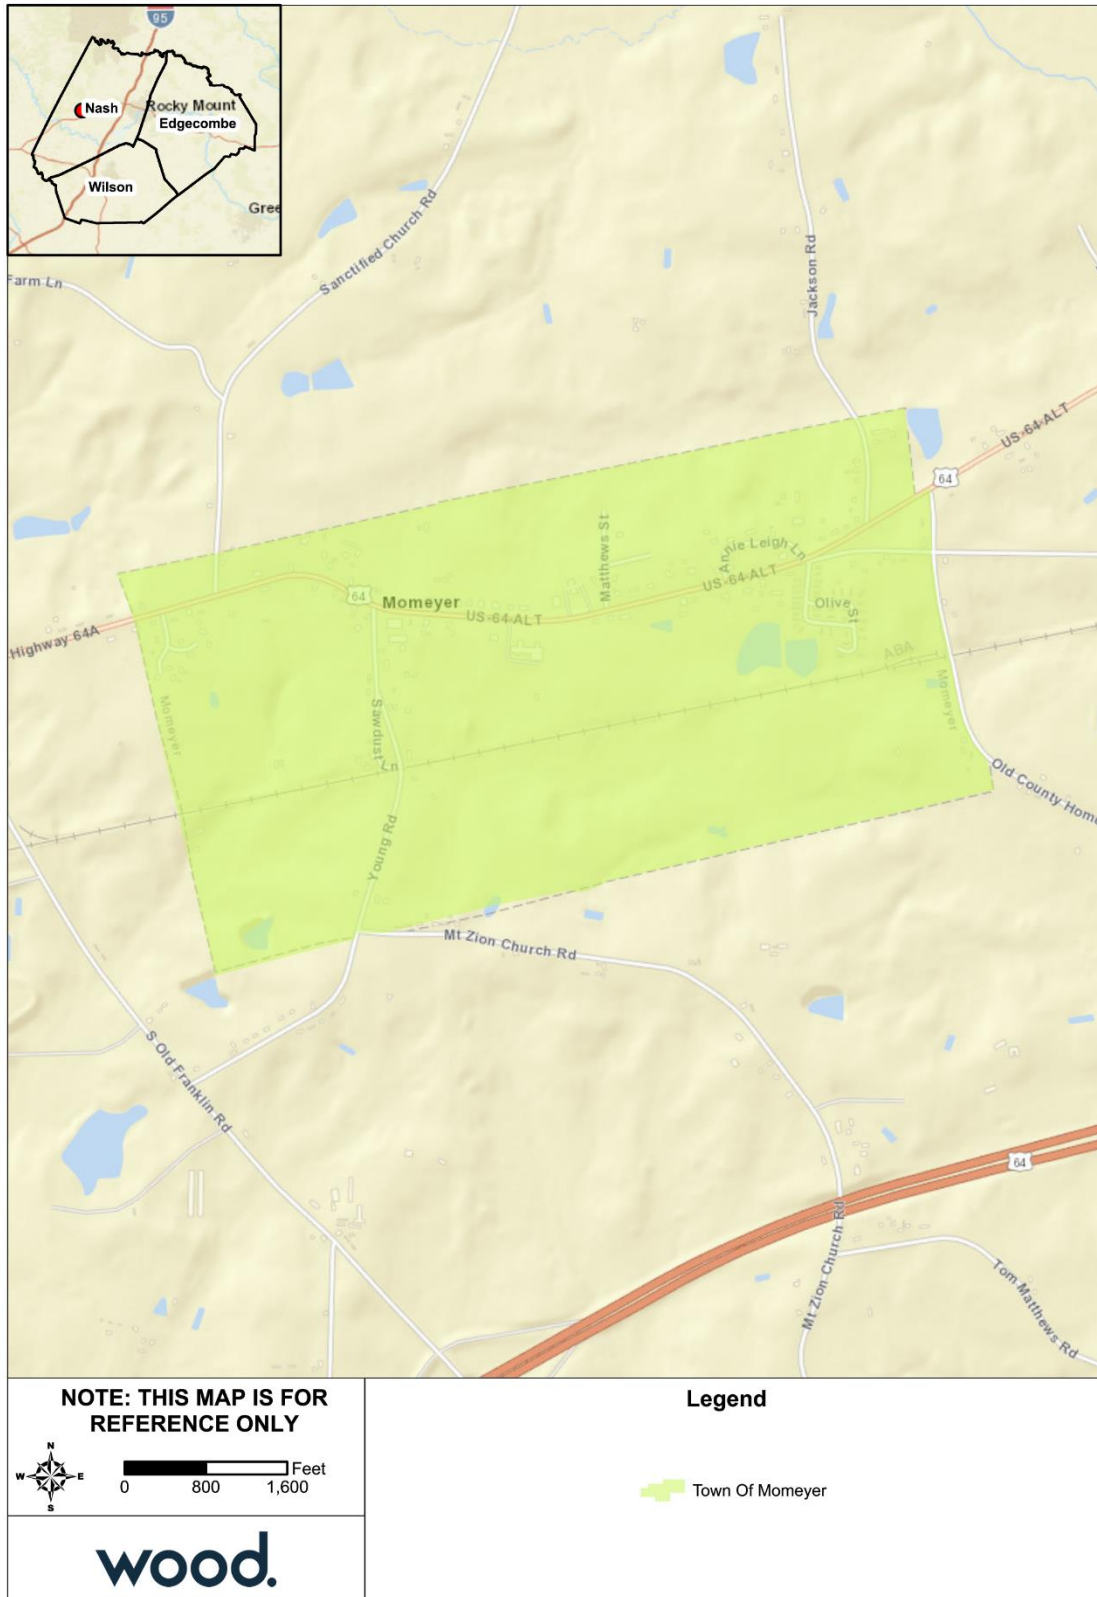 95
Nash
Rocky Mount
Edgecombe
Wilson
Gree
Farm Ln
Sanctified Church Rd
Jackson Rd
US-64 ALT
64
Matthews St
Annie Leigh Ln
64
Momeyer
US-64 ALT
US-64 ALT
Olive St
Highway 64A
ABA
Momeyer
Sawdust Ln
Momeyer
Old County Home
Young Rd
Mt Zion Church Rd
S Old Franklin Rd
64
Mt Zion Church Rd
Tom Matthews Rd
NOTE: THIS MAP IS FOR
REFERENCE ONLY
N
W E
S
Feet
0 800 1,600
wood.
Legend
Town Of Momeyer